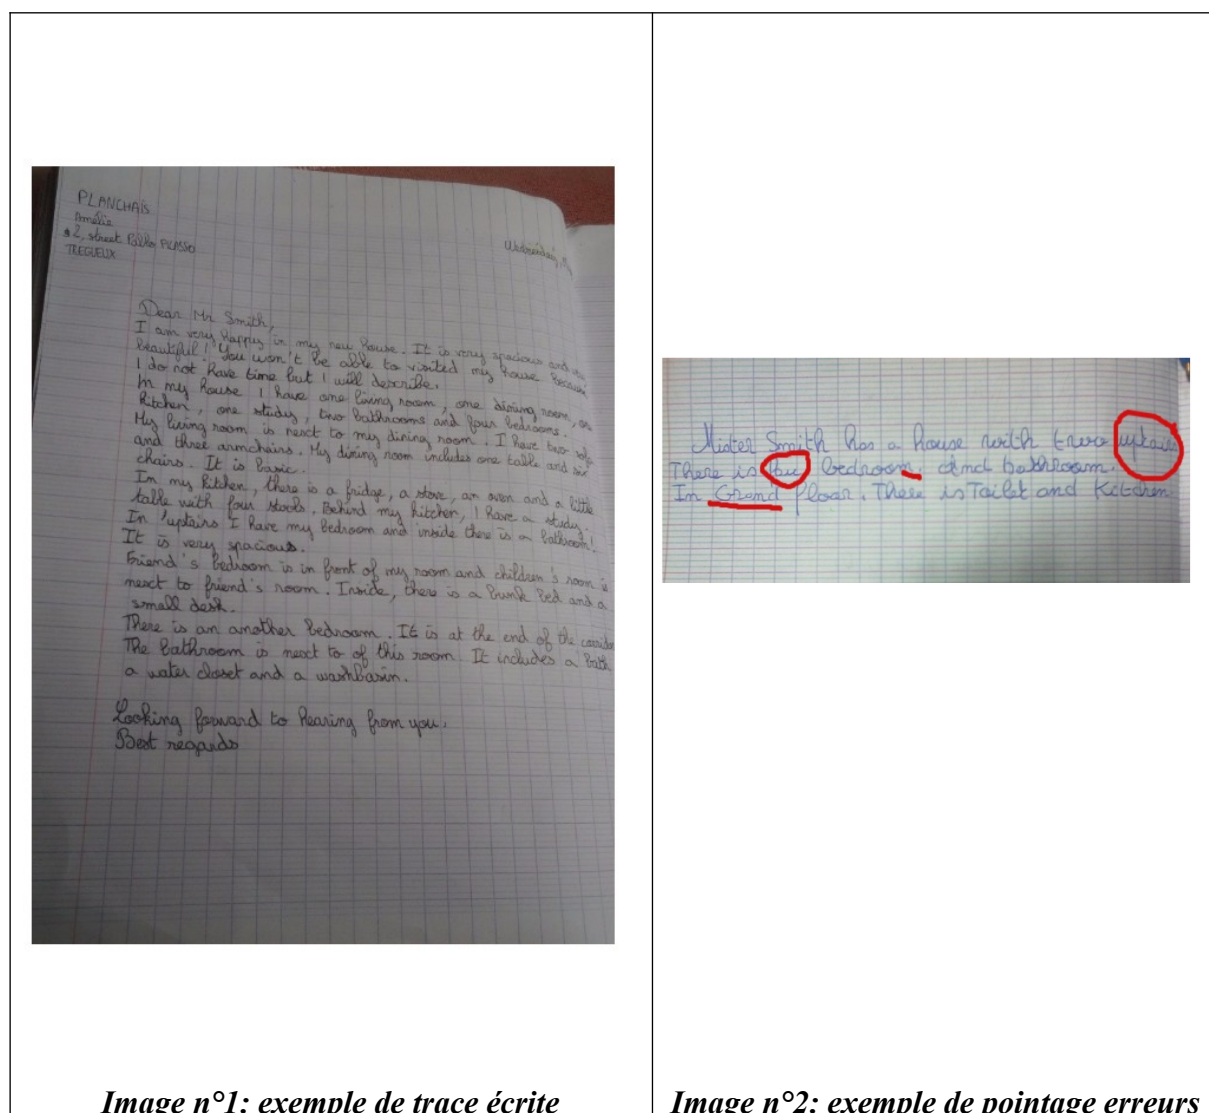 PLANCHAIS
Amélie
2, street Pablo PICASSO
TREGUEUX
Dear Mr Smith,
I am very happy in my new house. It is very spacious and
beautiful! You won't be able to visited my house because
I do not have time but I will describe.
In my house I have one living room, one dining room, one
kitchen, one study, two bathrooms and four bedrooms.
My living room is next to my dining room. I have two
and three armchairs. My dining room includes one table and six
chairs. It is basic.
In my kitchen, there is a fridge, a stove, an oven and a little
table with four stools. Behind my kitchen, I have a study.
In 'uptairs I have my bedroom and inside there is a bathroom!
It is very spacious.
Friend's bedroom is in front of my room and children's room is
next to friend's room. Inside, there is a bunk bed and a
small desk.
There is an another bedroom. It is at the end of the corridor
The bathroom is next to of this room. It includes a bath
a water closet and a washbasin.
Looking forward to hearing from you,
Best regards
Image n°1: exemple de trace écrite
Mister Smith has a house with two uptairs
There is bedroom, And bathroom.
In Grond floor. There is Toilet and Kitchen
Image n°2: exemple de pointage erreurs